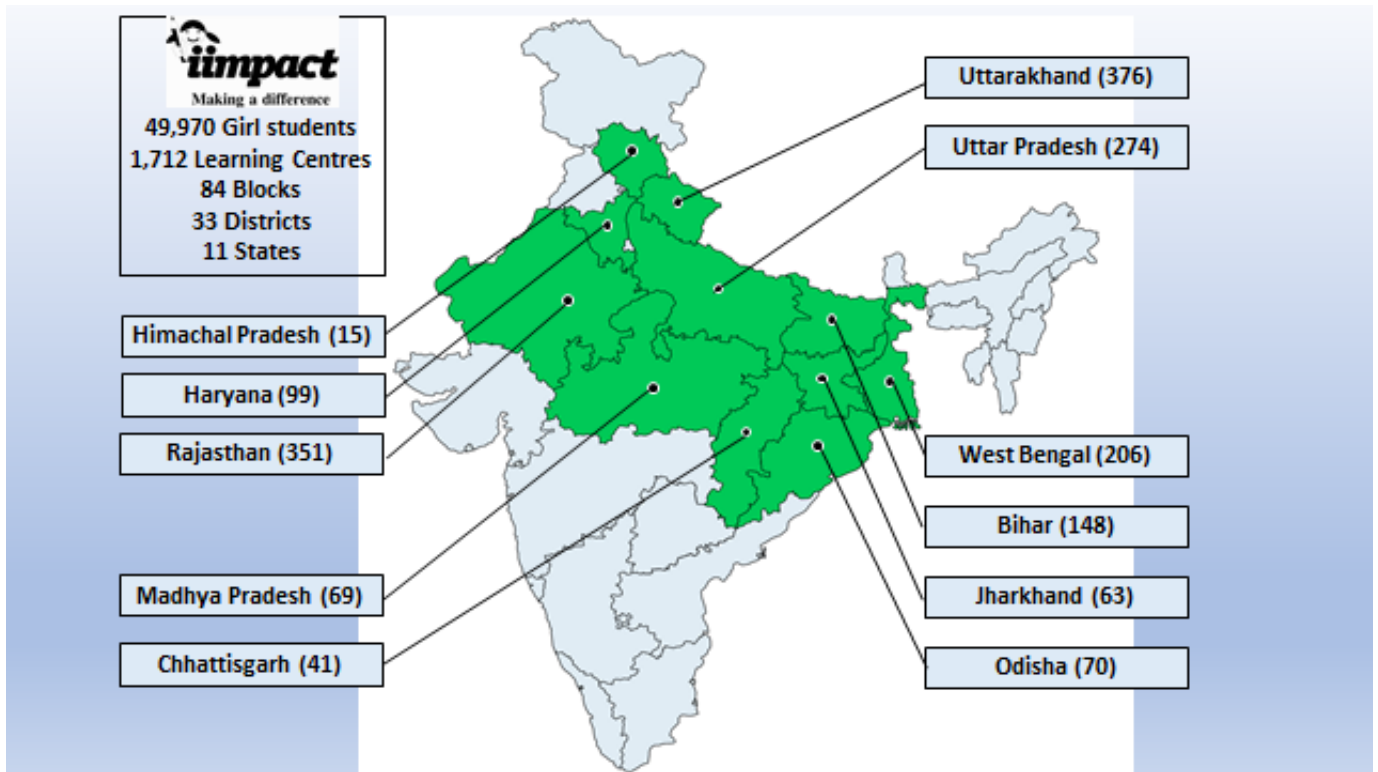 iimpact
Making a difference
49,970 Girl students
1,712 Learning Centres
84 Blocks
33 Districts
11 States
Himachal Pradesh (15)
Haryana (99)
Rajasthan (351)
Madhya Pradesh (69)
Chhattisgarh (41)
Uttarakhand (376)
Uttar Pradesh (274)
West Bengal (206)
Bihar (148)
Jharkhand (63)
Odisha (70)